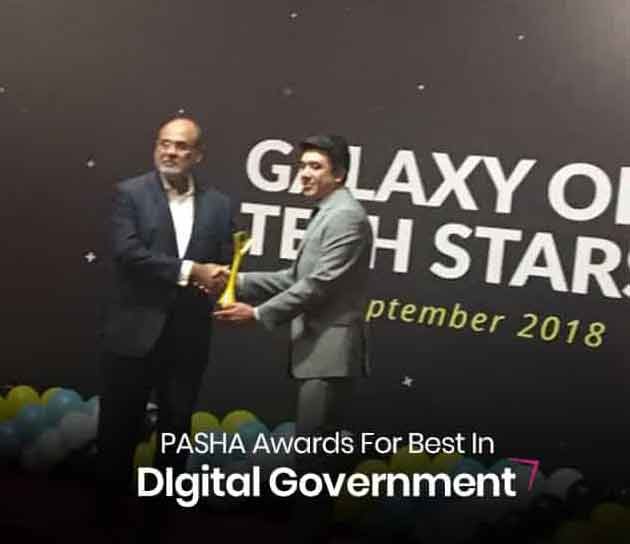 GALAXY OF
TECH STARS
ptember 2018
PASHA Awards For Best In
DIgital Government